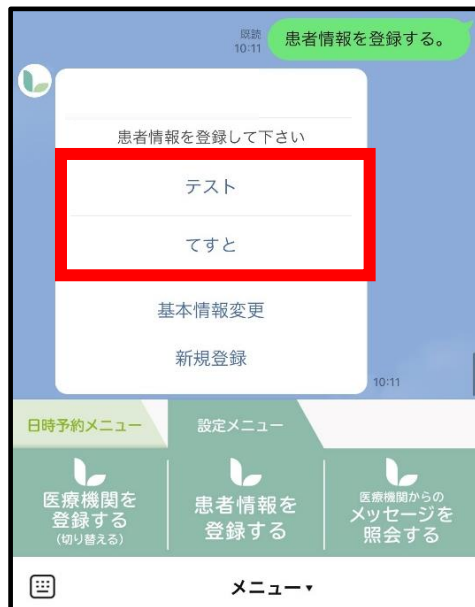 既読
10:11
患者情報を登録する。
患者情報を登録して下さい
テスト
てすと
基本情報変更
新規登録
10:11
日時予約メニュー
設定メニュー
医療機関を
登録する
(切り替える)
患者情報を
登録する
医療機関からの
メッセージを
照会する
メニュー▼